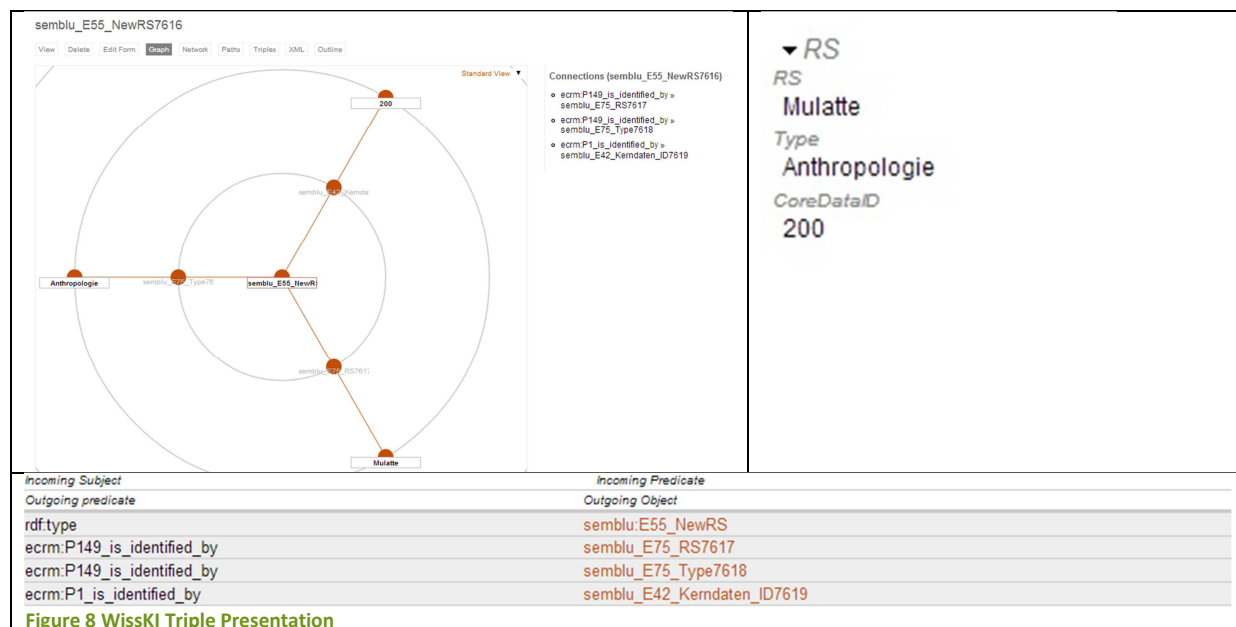 semblu_E55_NewRS7616
View Delete Edit Form Graph Network Paths Triples XML Outline
Standard View ▼
Connections (semblu_E55_NewRS7616)
ecrm:P149_is_identified_by »
semblu_E75_RS7617
ecrm:P149_is_identified_by »
semblu_E75_Type7618
ecrm:P1_is_identified_by »
semblu_E42_Kerndaten_ID7619
200
semblu_E42_Kerndat
Anthropologie
semblu_E75_Type76
semblu_E55_NewR
semblu_E75_RS7617
Mulatte
RS
RS
Mulatte
Type
Anthropologie
CoreDataID
200
Incoming Subject Incoming Predicate
Outgoing predicate Outgoing Object
rdf:type semblu:E55_NewRS
ecrm:P149_is_identified_by semblu_E75_RS7617
ecrm:P149_is_identified_by semblu_E75_Type7618
ecrm:P1_is_identified_by semblu_E42_Kerndaten_ID7619
Figure 8 WissKI Triple Presentation